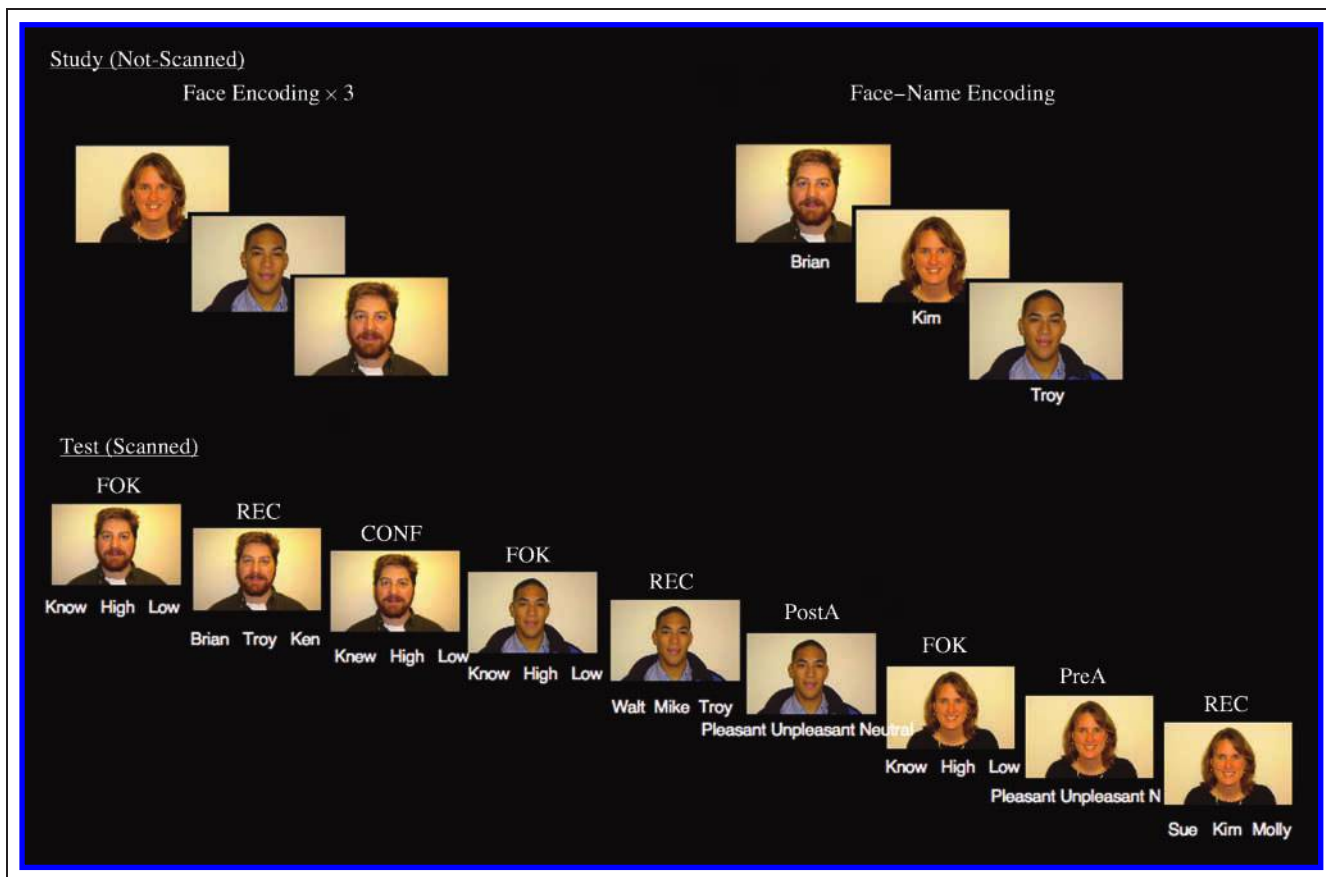 Study (Not-Scanned)
Face Encoding × 3
Face–Name Encoding
Brian
Kim
Troy
Test (Scanned)
FOK
Know High Low
REC
Brian Troy Ken
CONF
Knew High Low
FOK
Know High Low
REC
Walt Mike Troy
PostA
Pleasant Unpleasant Neutral
FOK
Know High Low
PreA
Pleasant Unpleasant N
REC
Sue Kim Molly